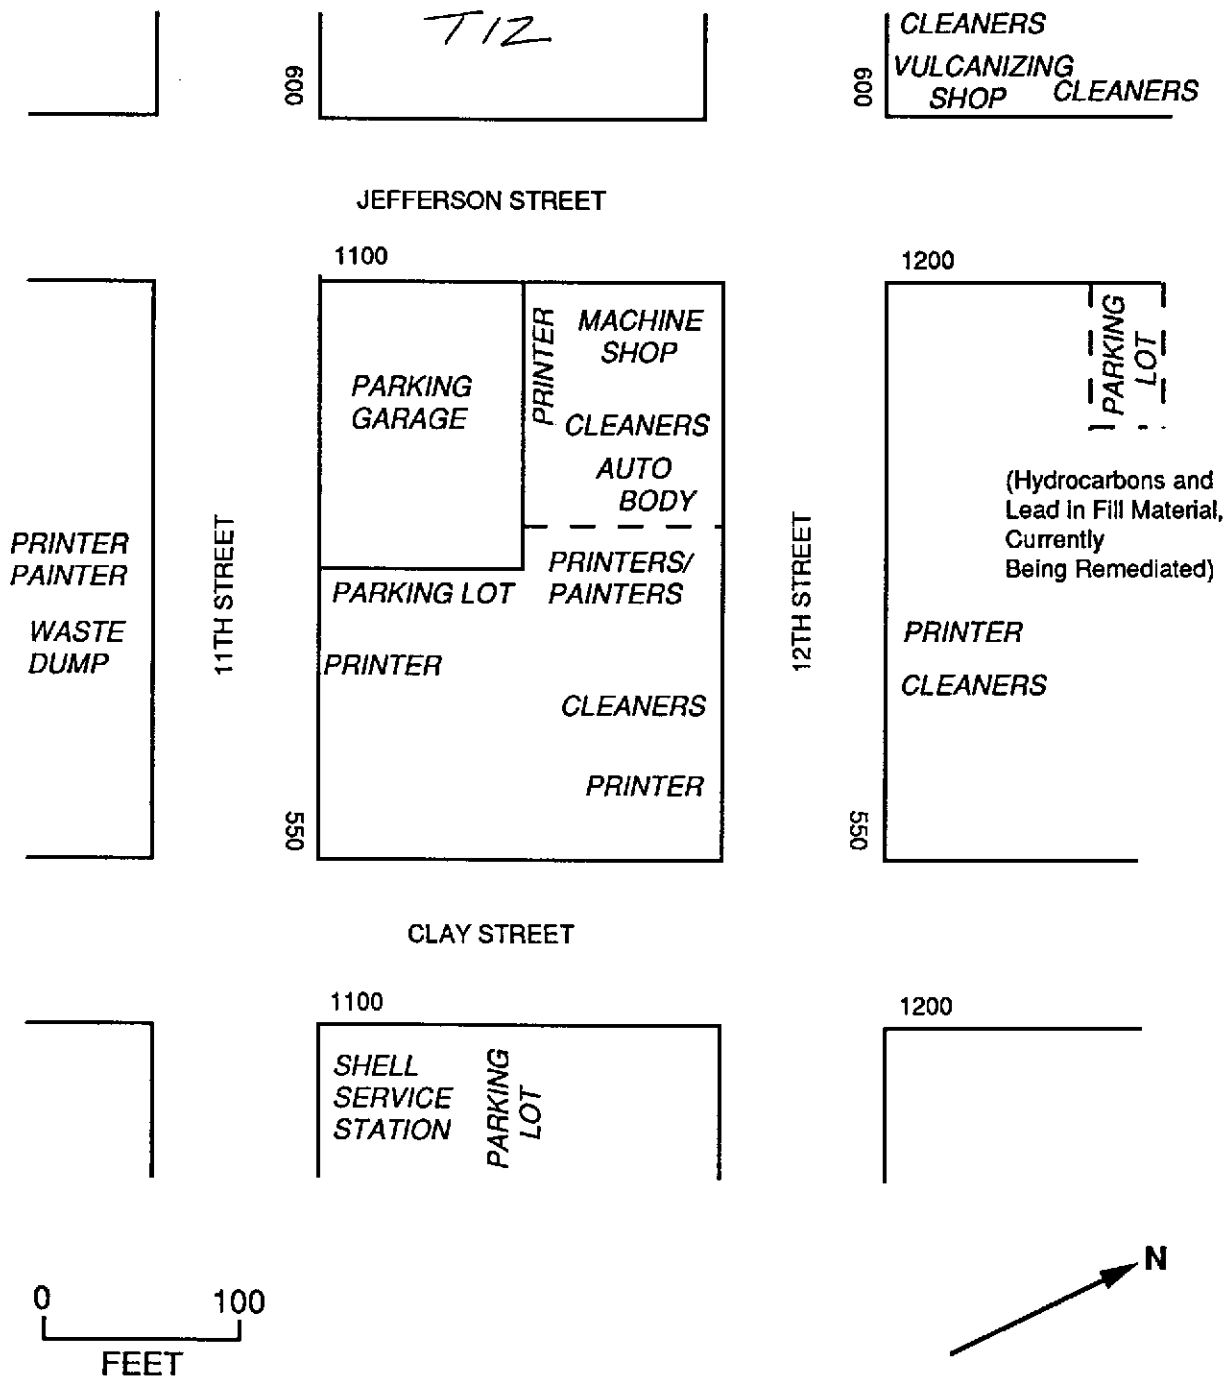 T12
CLEANERS
VULCANIZING
SHOP
CLEANERS
600
600
JEFFERSON STREET
1100
1200
PRINTER
MACHINE
SHOP
PARKING
LOT
PARKING
GARAGE
CLEANERS
AUTO
BODY
(Hydrocarbons and
Lead in Fill Material,
Currently
Being Remediated)
PRINTER
PAINTER
WASTE
DUMP
11TH STREET
PRINTERS/
PAINTERS
PARKING LOT
PRINTER
12TH STREET
PRINTER
CLEANERS
CLEANERS
PRINTER
550
550
CLAY STREET
1100
1200
SHELL
SERVICE
STATION
PARKING
LOT
0 100
FEET
N